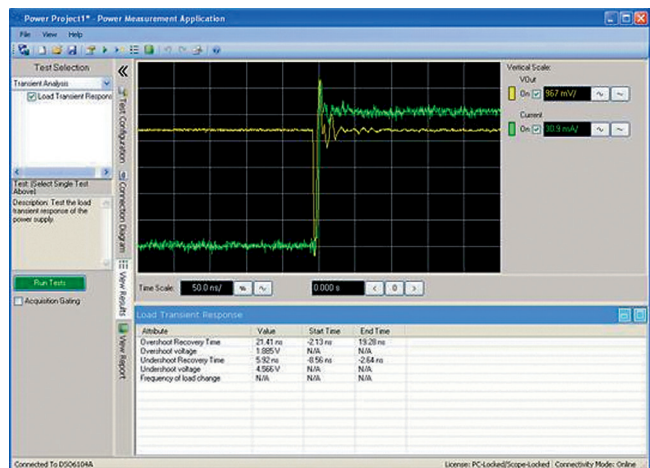 Power Project1* - Power Measurement Application
File View Help
Test Selection
Transient Analysis
Load Transient Respons
Test: (Select Single Test
Above)
Description: Test the load
transient response of the
power supply.
Run Tests
Acquisition Gating
Test Configuration
Connection Diagram
View Results
View Report
Vertical Scale:
VOut
On 967 mV/
Current
On 30.9 mA/
Time Scale: 50.0 ns/ 0.000 s < 0 >
Load Transient Response
Attribute Value Start Time End Time
Overshoot Recovery Time 21.41 ns -2.13 ns 19.28 ns
Overshoot voltage 1.885 V N/A N/A
Undershoot Recovery Time 5.92 ns -8.56 ns -2.64 ns
Undershoot voltage 4.566 V N/A N/A
Frequency of load change N/A N/A N/A
Connected To DSO6104A License: PC-Locked/Scope-Locked Connectivity Mode: Online